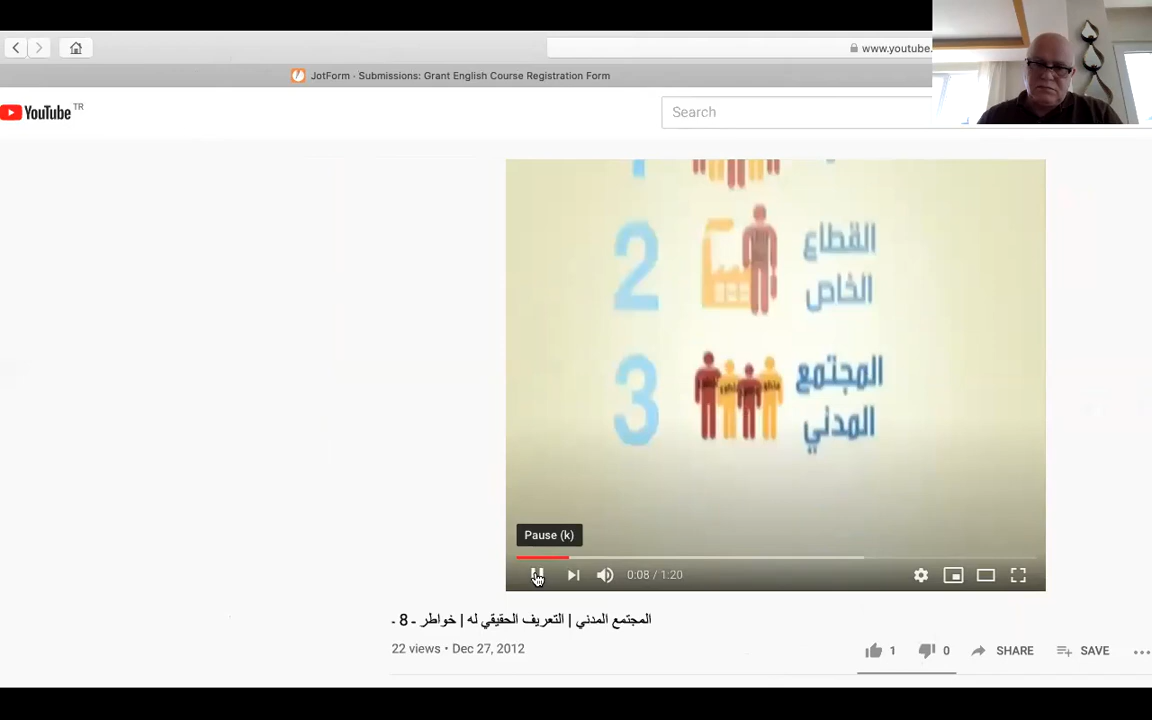 www.youtube.
JotForm · Submissions: Grant English Course Registration Form
YouTube TR
Search
2
القطاع
الخاص
3
المجتمع
المدني
Pause (k)
0:08 / 1:20
المجتمع المدني | التعريف الحقيقي له | خواطر - 8 -
22 views • Dec 27, 2012
1
0
SHARE
SAVE